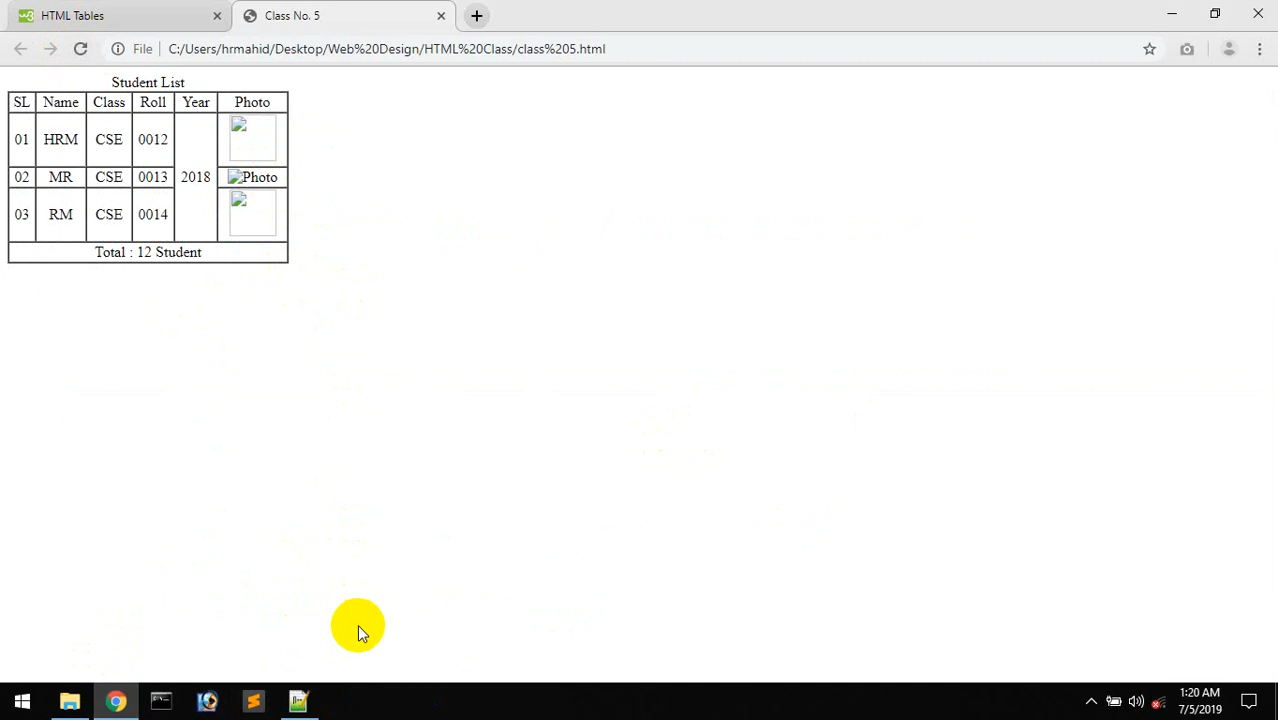 HTML Tables
Class No. 5
File C:/Users/hrmahid/Desktop/Web%20Design/HTML%20Class/class%205.html
Student List
SL Name Class Roll Year Photo
01 HRM CSE 0012
02 MR CSE 0013 2018 Photo
03 RM CSE 0014
Total : 12 Student
1:20 AM
7/5/2019